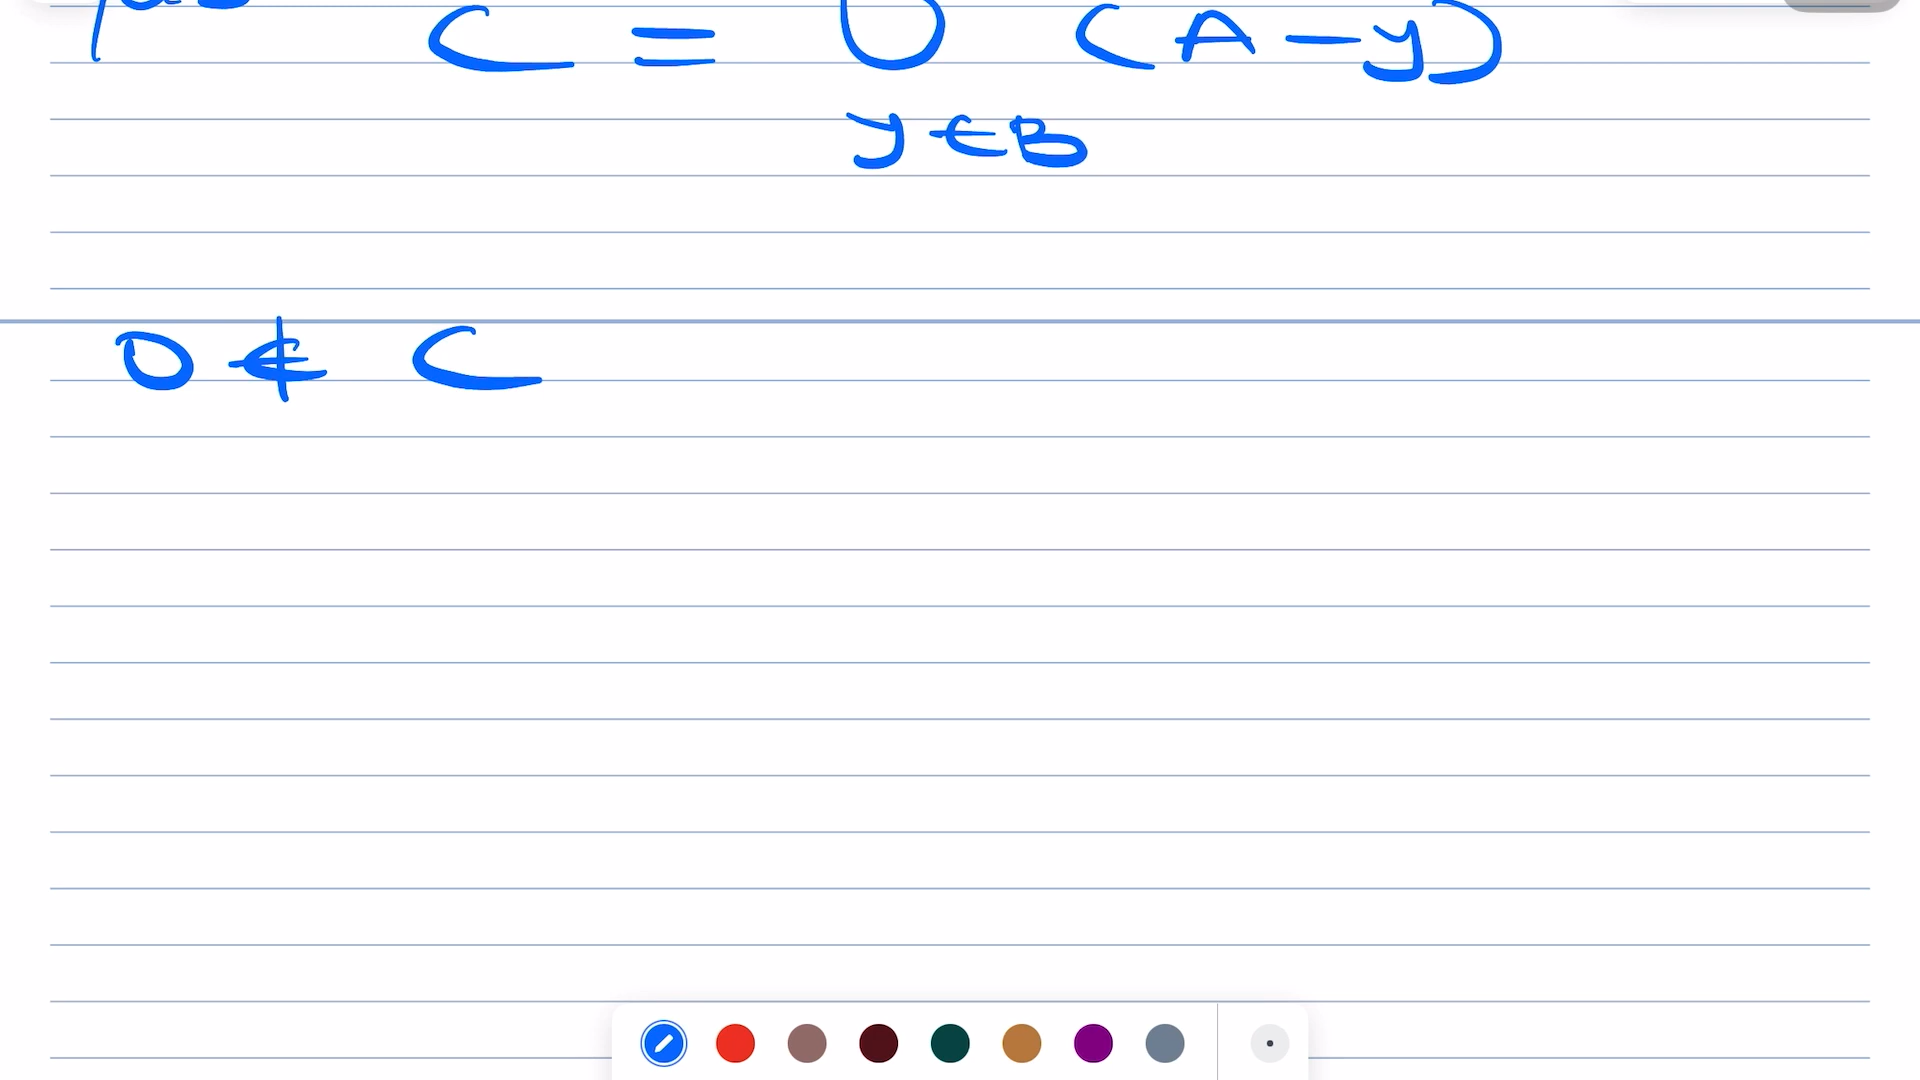 C = ∪ (A - y)
y ∈ B
0 ∉ C